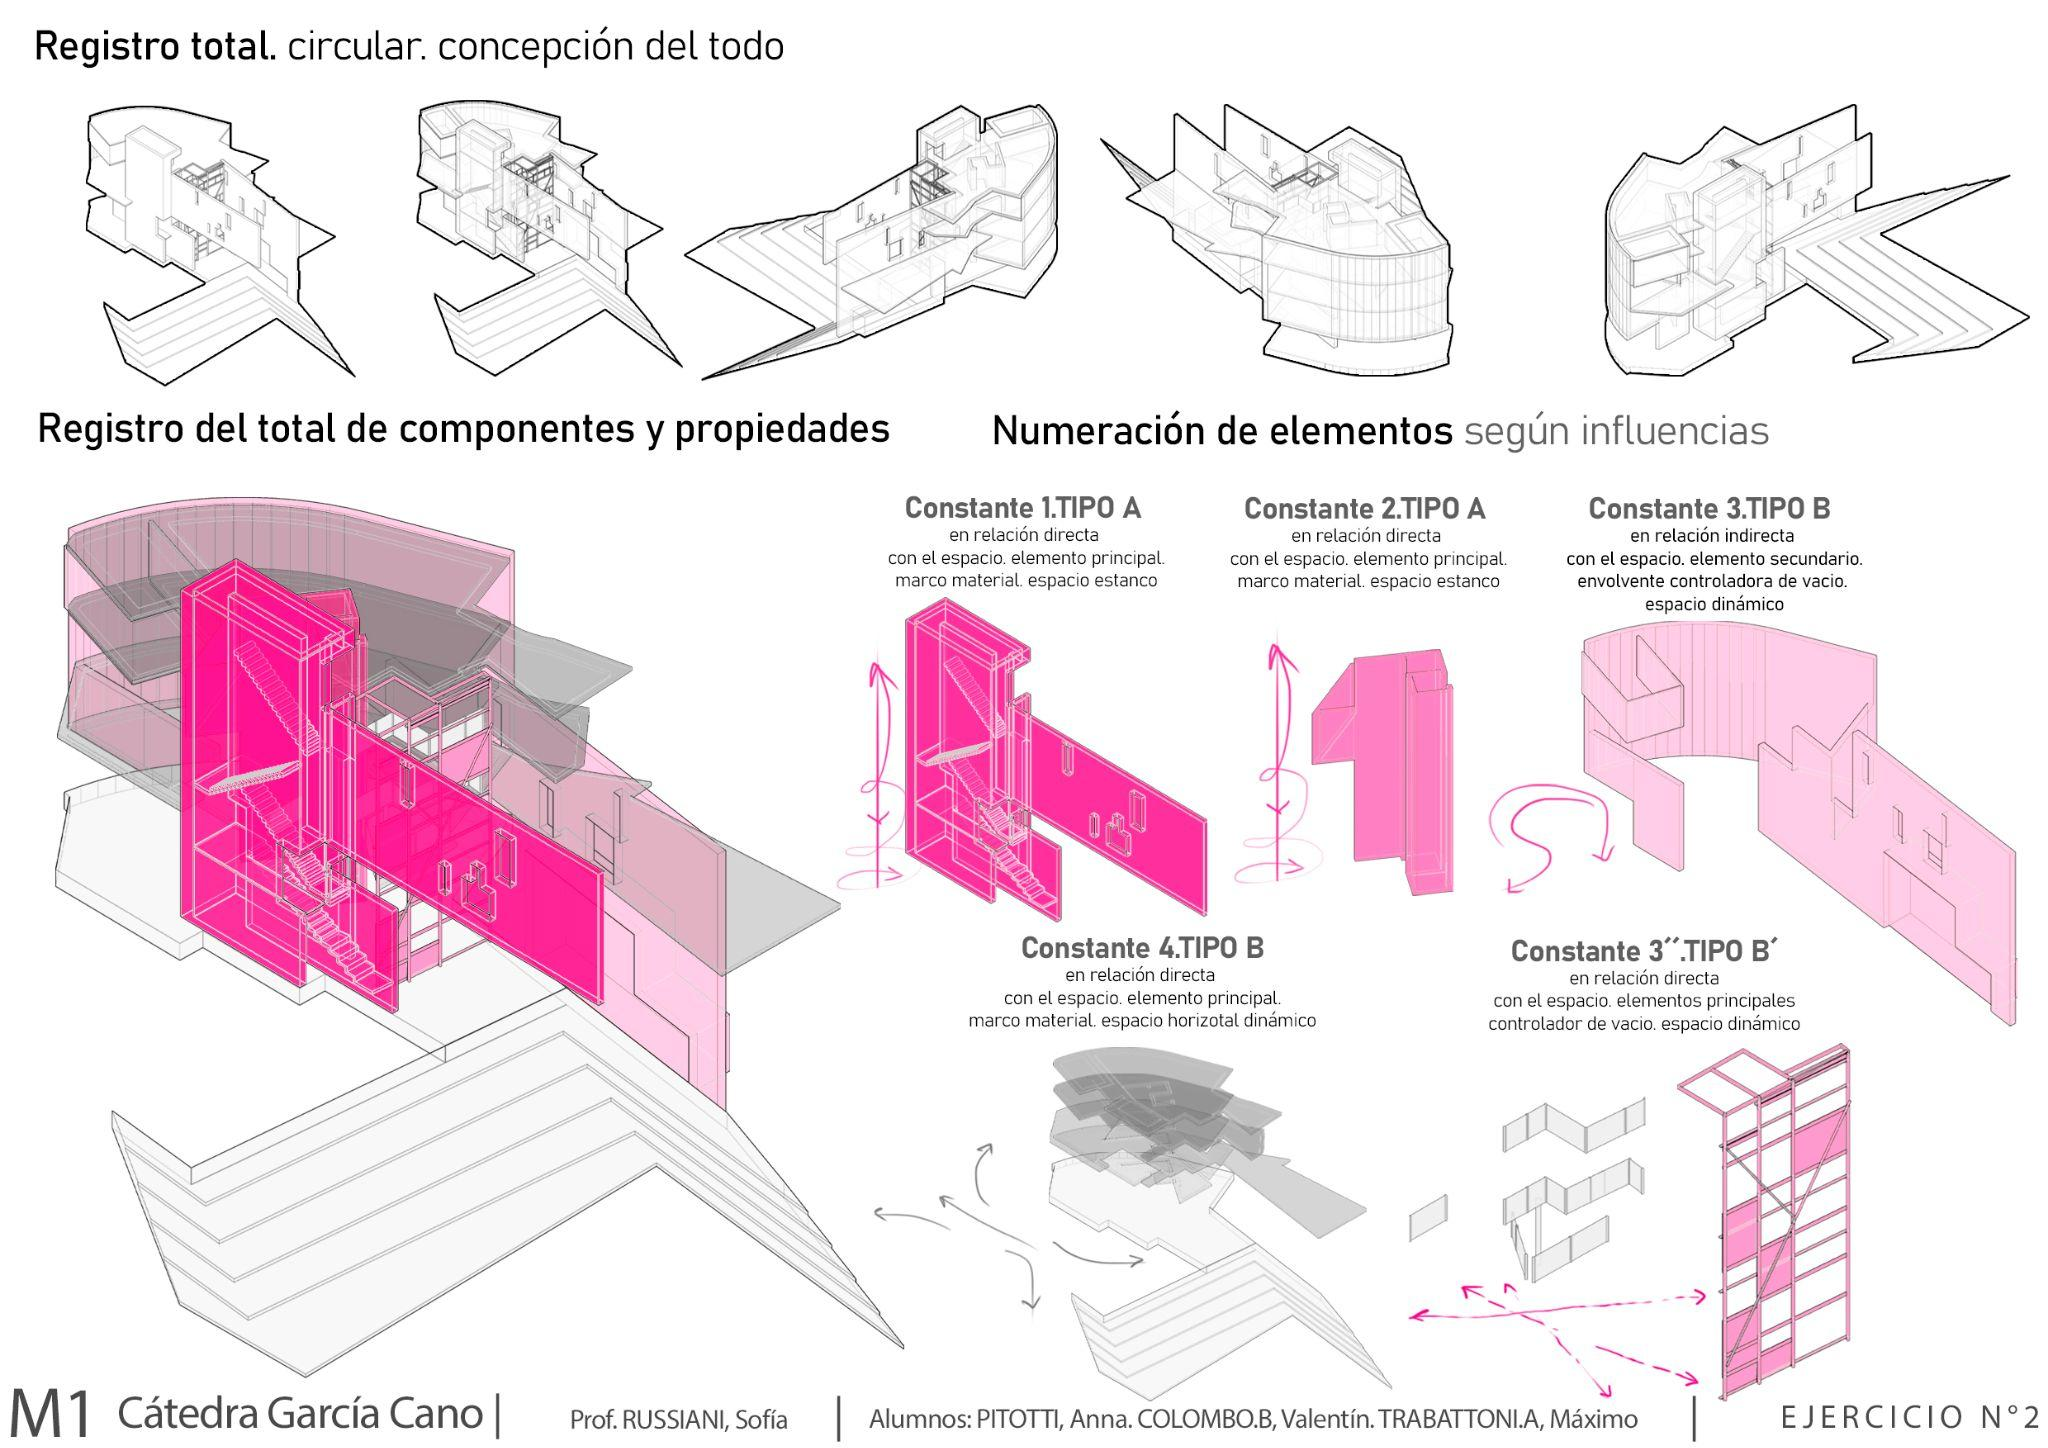 Registro total. circular. concepción del todo
Registro del total de componentes y propiedades
Numeración de elementos según influencias
Constante 1.TIPO A
en relación directa
con el espacio. elemento principal.
marco material. espacio estanco
Constante 2.TIPO A
en relación directa
con el espacio. elemento principal.
marco material. espacio estanco
Constante 3.TIPO B
en relación indirecta
con el espacio. elemento secundario.
envolvente controladora de vacio.
espacio dinámico
Constante 4.TIPO B
en relación directa
con el espacio. elemento principal.
marco material. espacio horizotal dinámico
Constante 3´´.TIPO B´
en relación directa
con el espacio. elementos principales
controlador de vacio. espacio dinámico
M1 Cátedra García Cano |
Prof. RUSSIANI, Sofía |
Alumnos: PITOTTI, Anna. COLOMBO.B, Valentín. TRABATTONI.A, Máximo |
EJERCICIO N°2